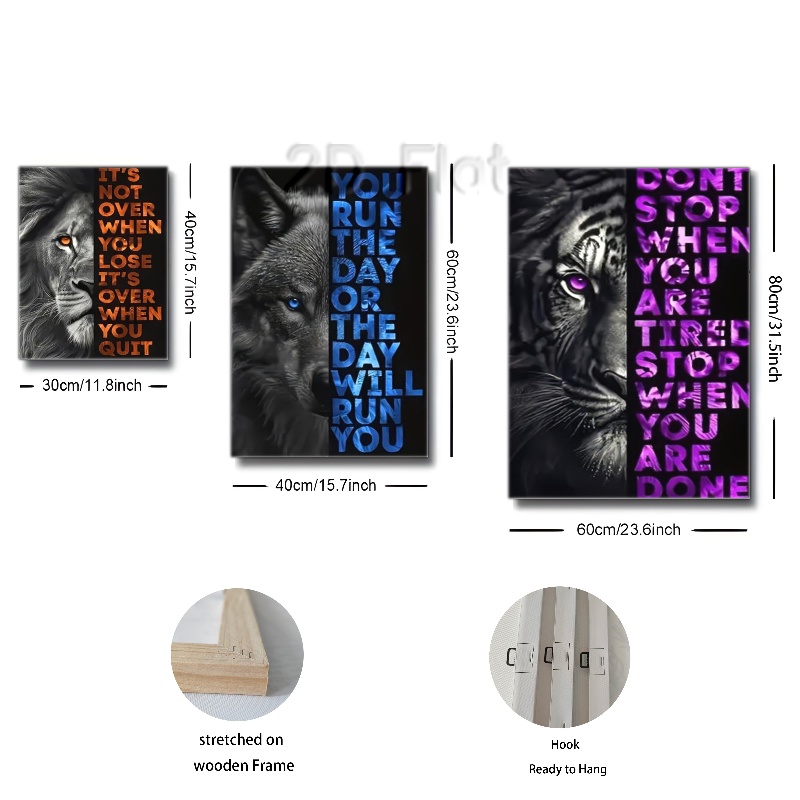 2D Flat
IT'S
NOT
OVER
WHEN
YOU
LOSE
IT'S
OVER
WHEN
YOU
QUIT
40cm/15.7inch
30cm/11.8inch
YOU
RUN
THE
DAY
OR
THE
DAY
WILL
RUN
YOU
60cm/23.6inch
40cm/15.7inch
DONT
STOP
WHEN
YOU
ARE
TIRED
STOP
WHEN
YOU
ARE
DONE
80cm/31.5inch
60cm/23.6inch
stretched on
wooden Frame
Hook
Ready to Hang